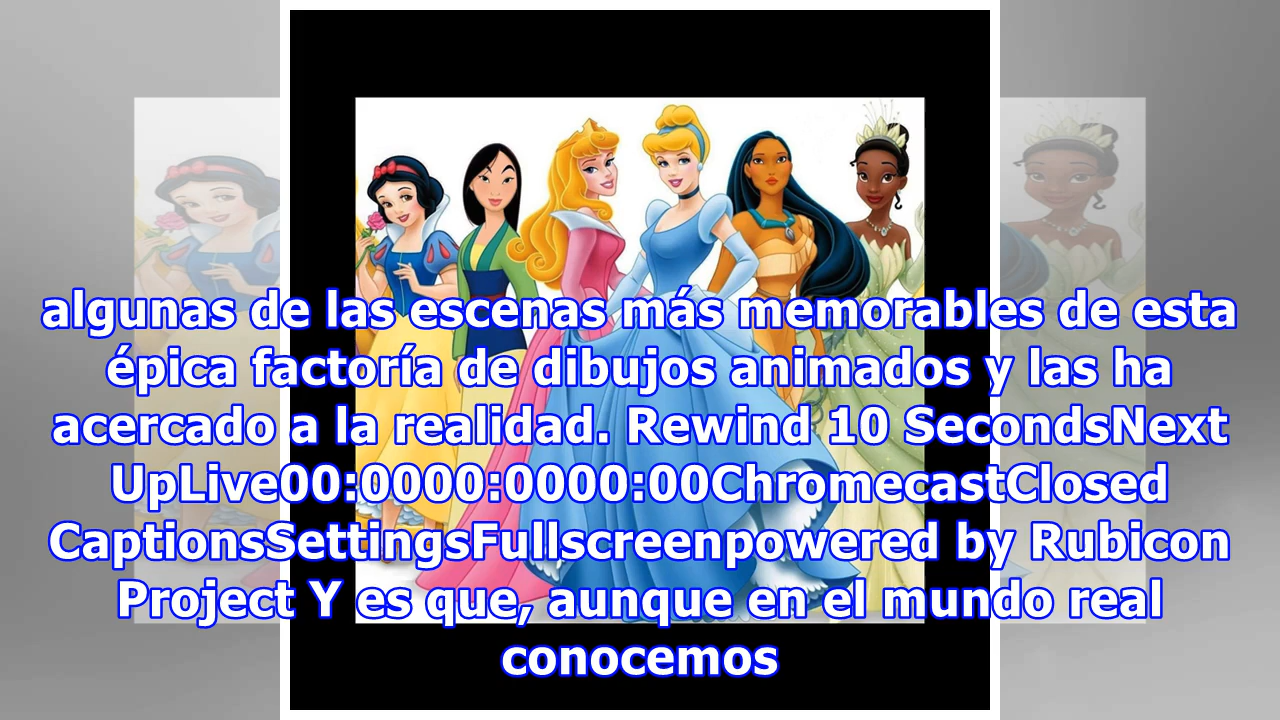 algunas de las escenas más memorables de esta
épica factoría de dibujos animados y las ha
acercado a la realidad. Rewind 10 SecondsNext
UpLive00:0000:0000:00ChromecastClosed
CaptionsSettingsFullscreenpowered by Rubicon
Project Y es que, aunque en el mundo real
conocemos